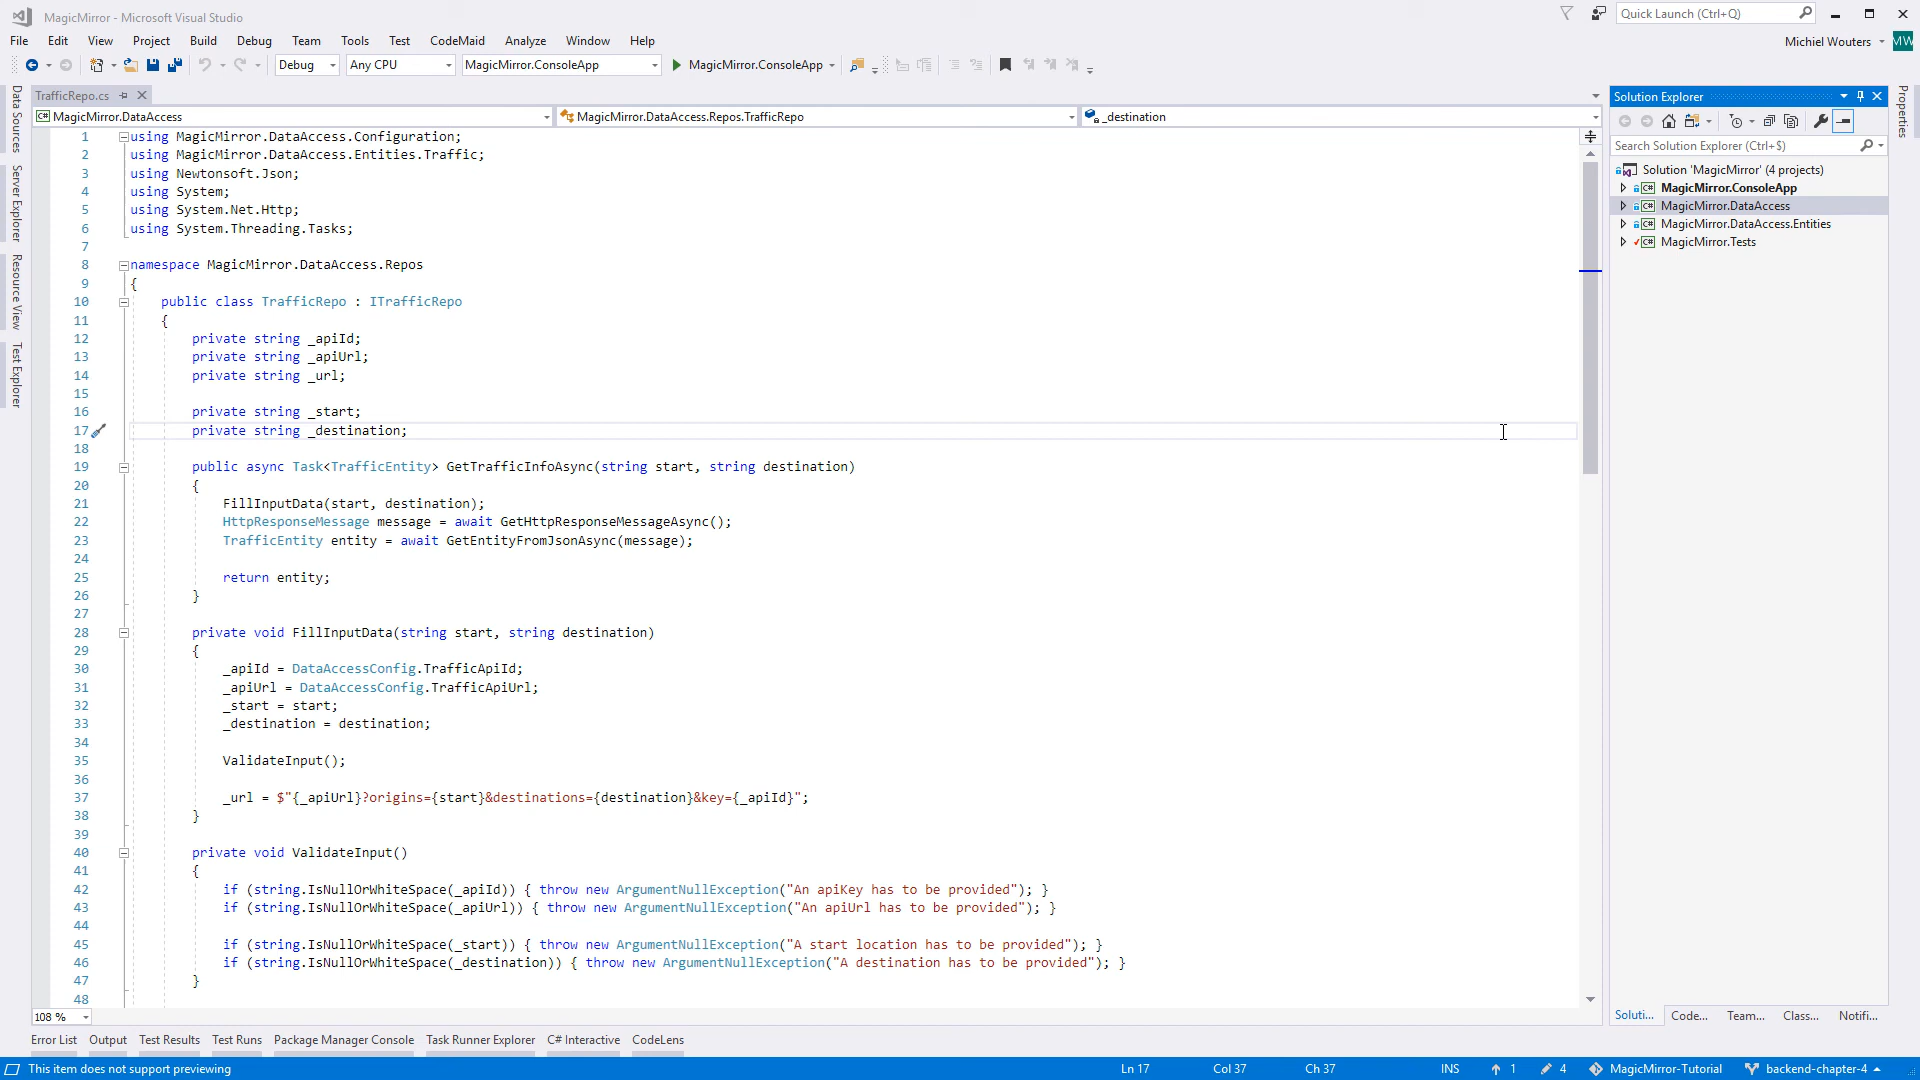 MagicMirror - Microsoft Visual Studio
Quick Launch (Ctrl+Q)
File Edit View Project Build Debug Team Tools Test CodeMaid Analyze Window Help
Michiel Wouters MW
Debug Any CPU MagicMirror.ConsoleApp MagicMirror.ConsoleApp
Data Sources
Server Explorer
Resource View
Test Explorer
TrafficRepo.cs
MagicMirror.DataAccess MagicMirror.DataAccess.Repos.TrafficRepo _destination
1 using MagicMirror.DataAccess.Configuration;
2 using MagicMirror.DataAccess.Entities.Traffic;
3 using Newtonsoft.Json;
4 using System;
5 using System.Net.Http;
6 using System.Threading.Tasks;
7
8 namespace MagicMirror.DataAccess.Repos
9 {
10 public class TrafficRepo : ITrafficRepo
11 {
12 private string _apiId;
13 private string _apiUrl;
14 private string _url;
15
16 private string _start;
17 private string _destination;
18
19 public async Task<TrafficEntity> GetTrafficInfoAsync(string start, string destination)
20 {
21 FillInputData(start, destination);
22 HttpResponseMessage message = await GetHttpResponseMessageAsync();
23 TrafficEntity entity = await GetEntityFromJsonAsync(message);
24
25 return entity;
26 }
27
28 private void FillInputData(string start, string destination)
29 {
30 _apiId = DataAccessConfig.TrafficApiId;
31 _apiUrl = DataAccessConfig.TrafficApiUrl;
32 _start = start;
33 _destination = destination;
34
35 ValidateInput();
36
37 _url = $"{_apiUrl}?origins={start}&destinations={destination}&key={_apiId}";
38 }
39
40 private void ValidateInput()
41 {
42 if (string.IsNullOrWhiteSpace(_apiId)) { throw new ArgumentNullException("An apiKey has to be provided"); }
43 if (string.IsNullOrWhiteSpace(_apiUrl)) { throw new ArgumentNullException("An apiUrl has to be provided"); }
44
45 if (string.IsNullOrWhiteSpace(_start)) { throw new ArgumentNullException("A start location has to be provided"); }
46 if (string.IsNullOrWhiteSpace(_destination)) { throw new ArgumentNullException("A destination has to be provided"); }
47 }
48
108 %
Solution Explorer
Search Solution Explorer (Ctrl+$)
Solution 'MagicMirror' (4 projects)
C# MagicMirror.ConsoleApp
C# MagicMirror.DataAccess
C# MagicMirror.DataAccess.Entities
C# MagicMirror.Tests
Properties
Soluti... Code... Team... Class... Notifi...
Error List Output Test Results Test Runs Package Manager Console Task Runner Explorer C# Interactive CodeLens
This item does not support previewing Ln 17 Col 37 Ch 37 INS 1 4 MagicMirror-Tutorial backend-chapter-4